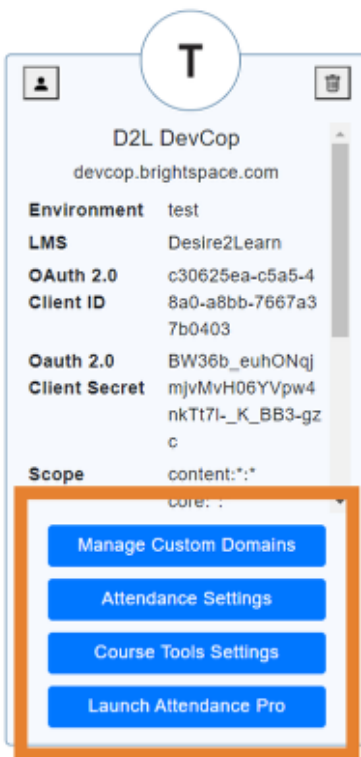 T
D2L DevCop
devcop.brightspace.com
Environment test
LMS Desire2Learn
OAuth 2.0 c30625ea-c5a5-4
Client ID 8a0-a8bb-7667a3
7b0403
Oauth 2.0 BW36b_euhONqj
Client Secret mjvMvH06YVpw4
nkTt7l-_K_BB3-gz
c
Scope content:*:*
core:*:
Manage Custom Domains
Attendance Settings
Course Tools Settings
Launch Attendance Pro